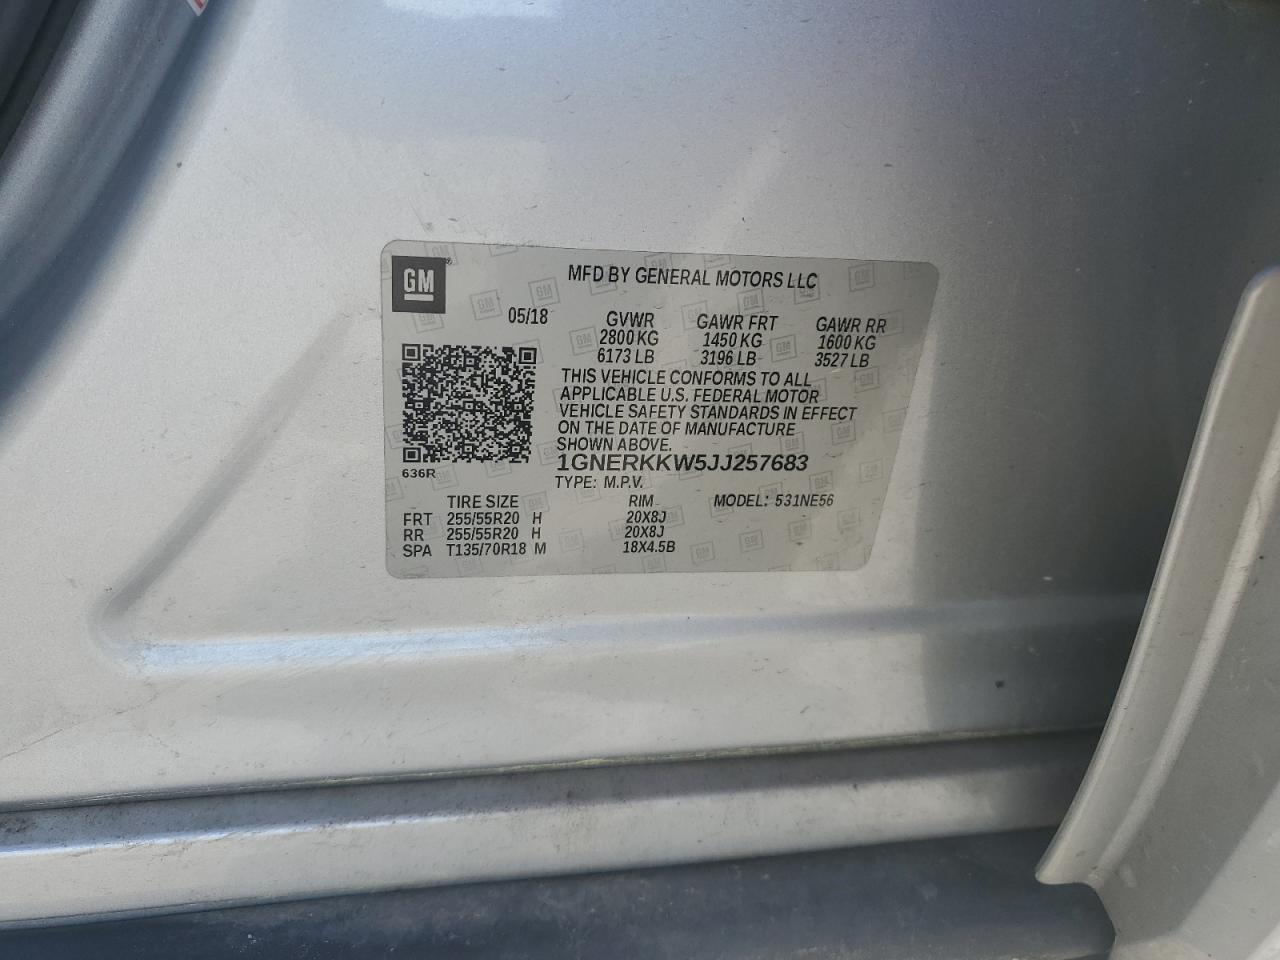 GM
MFD BY GENERAL MOTORS LLC
05/18 GVWR GAWR FRT GAWR RR
2800 KG 1450 KG 1600 KG
6173 LB 3196 LB 3527 LB
THIS VEHICLE CONFORMS TO ALL
APPLICABLE U.S. FEDERAL MOTOR
VEHICLE SAFETY STANDARDS IN EFFECT
ON THE DATE OF MANUFACTURE
SHOWN ABOVE.
1GNERKKW5JJ257683
636R
TYPE: M.P.V.
TIRE SIZE RIM MODEL: 531NE56
FRT 255/55R20 H 20X8J
RR 255/55R20 H 20X8J
SPA T135/70R18 M 18X4.5B